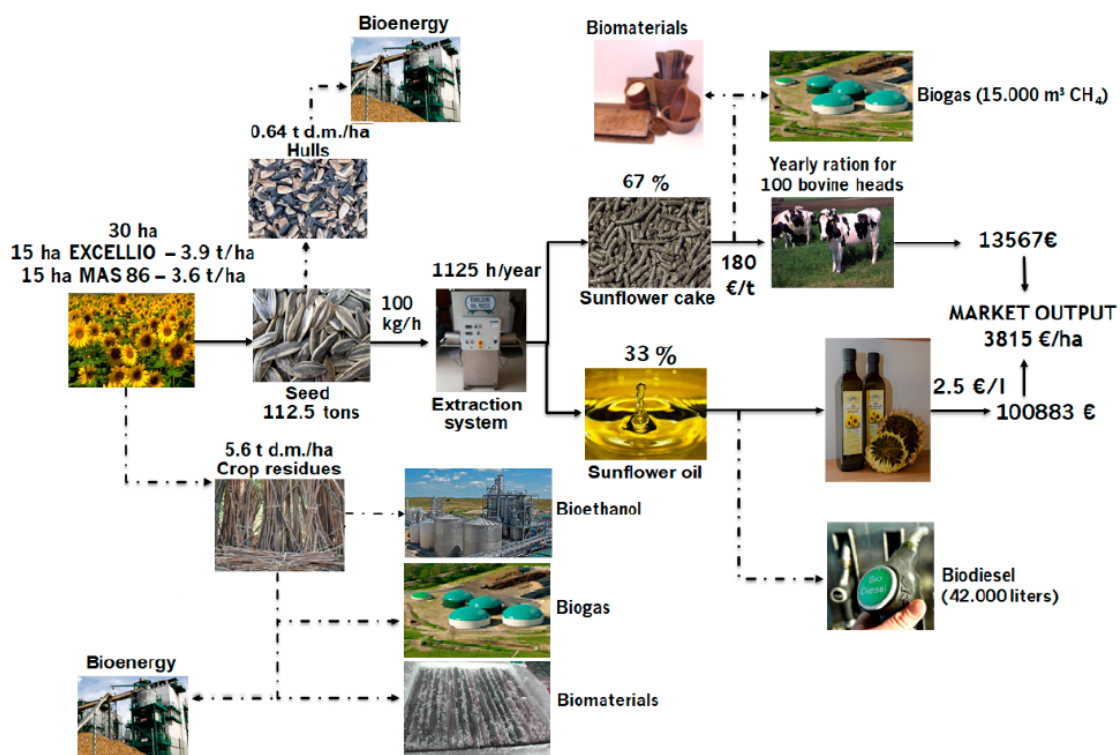 Bioenergy
0.64 t d.m./ha
Hulls
30 ha
15 ha EXCELLIO – 3.9 t/ha
15 ha MAS 86 – 3.6 t/ha
Seed
112.5 tons
100
kg/h
1125 h/year
Extraction
system
Biomaterials
Biogas (15.000 m³ CH₄)
67 %
Sunflower cake
180
€/t
Yearly ration for
100 bovine heads
13567€
MARKET OUTPUT
3815 €/ha
33 %
Sunflower oil
2.5 €/l
100883 €
5.6 t d.m./ha
Crop residues
Bioethanol
Biogas
Bioenergy
Biomaterials
Bio
Diesel
Biodiesel
(42.000 liters)